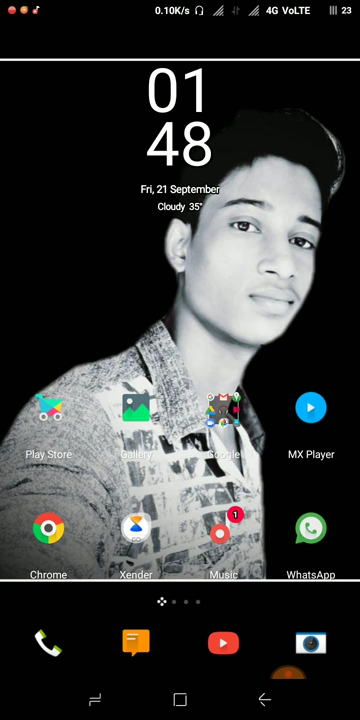 0.10K/s 4G VoLTE 23
01
48
Fri, 21 September
Cloudy 35°
Play Store Gallery Google MX Player
1
GO
Chrome Xender Music WhatsApp